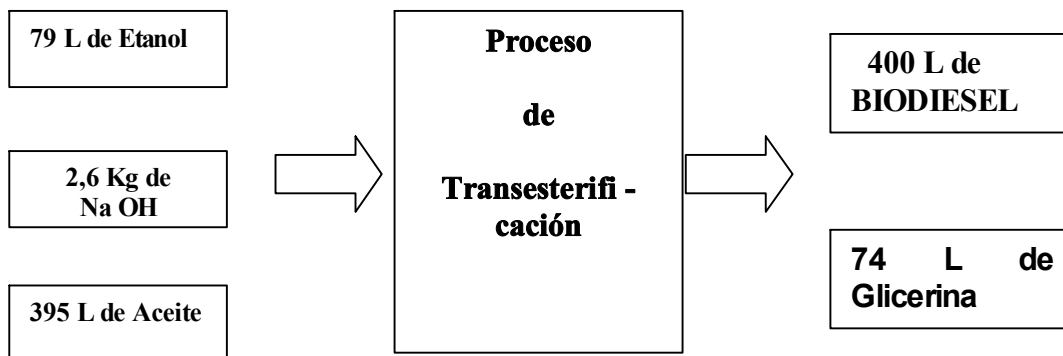 79 L de Etanol
2,6 Kg de
Na OH
395 L de Aceite
Proceso
de
Transesterifi -
cación
400 L de
BIODIESEL
74 L de
Glicerina